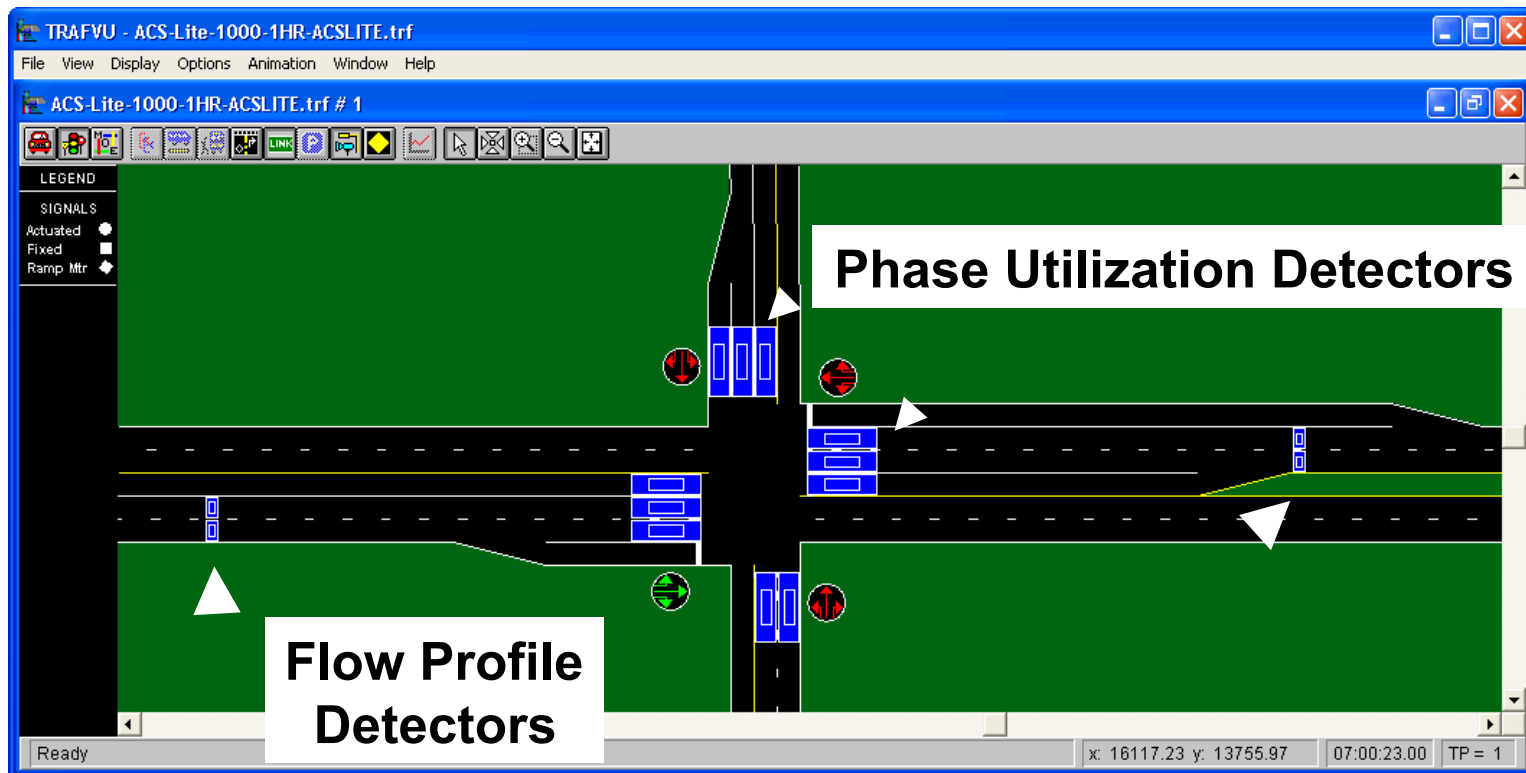 TRAFVU - ACS-Lite-1000-1HR-ACSLITE.trf
File View Display Options Animation Window Help
ACS-Lite-1000-1HR-ACSLITE.trf # 1
LINK
LEGEND
SIGNALS
Actuated
Fixed
Ramp Mtr
Phase Utilization Detectors
Flow Profile
Detectors
Ready
x: 16117.23 y: 13755.97
07:00:23.00
TP = 1